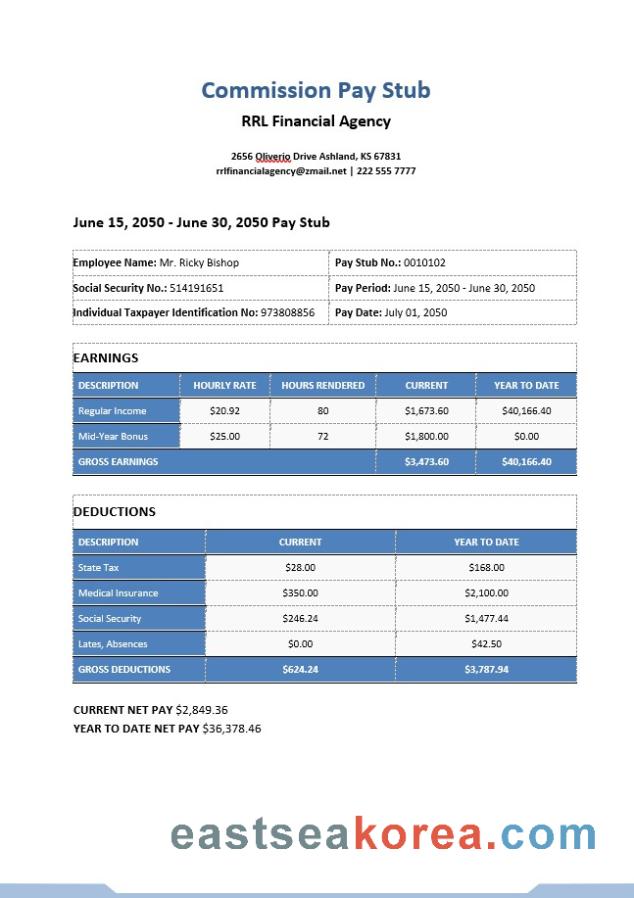 Commission Pay Stub
RRL Financial Agency
2656 Oliverio Drive Ashland, KS 67831
rrlfinancialagency@zmail.net | 222 555 7777
June 15, 2050 - June 30, 2050 Pay Stub
Employee Name: Mr. Ricky Bishop Pay Stub No.: 0010102
Social Security No.: 514191651 Pay Period: June 15, 2050 - June 30, 2050
Individual Taxpayer Identification No: 973808856 Pay Date: July 01, 2050
EARNINGS
DESCRIPTION HOURLY RATE HOURS RENDERED CURRENT YEAR TO DATE
Regular Income $20.92 80 $1,673.60 $40,166.40
Mid-Year Bonus $25.00 72 $1,800.00 $0.00
GROSS EARNINGS $3,473.60 $40,166.40
DEDUCTIONS
DESCRIPTION CURRENT YEAR TO DATE
State Tax $28.00 $168.00
Medical Insurance $350.00 $2,100.00
Social Security $246.24 $1,477.44
Lates, Absences $0.00 $42.50
GROSS DEDUCTIONS $624.24 $3,787.94
CURRENT NET PAY $2,849.36
YEAR TO DATE NET PAY $36,378.46
eastseakorea.com